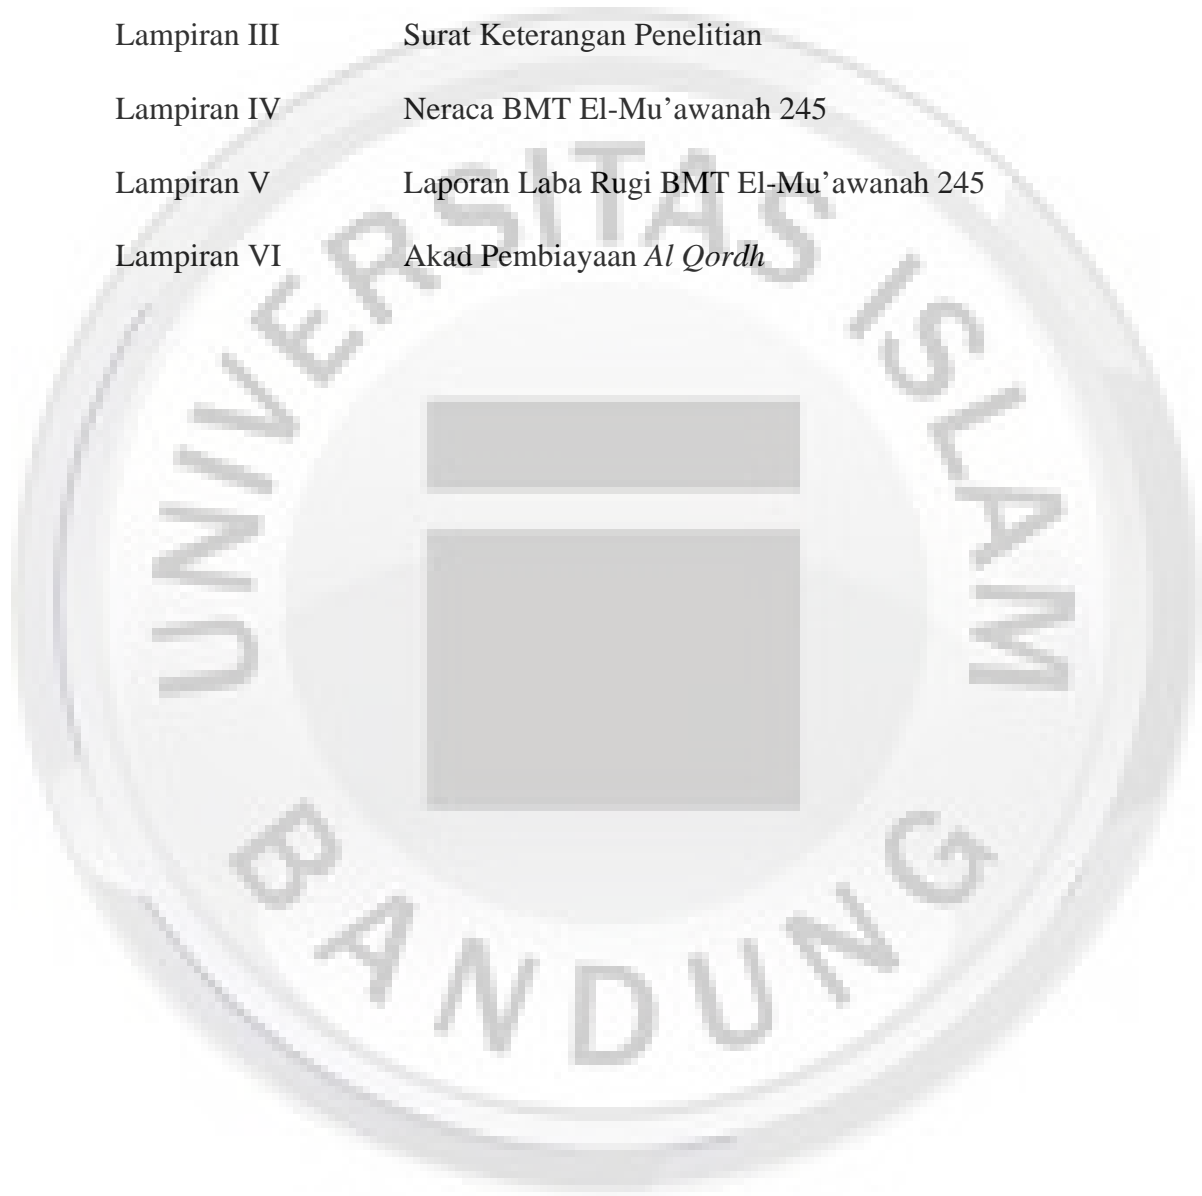 Lampiran III Surat Keterangan Penelitian
Lampiran IV Neraca BMT El-Mu’awanah 245
Lampiran V Laporan Laba Rugi BMT El-Mu’awanah 245
Lampiran VI Akad Pembiayaan Al Qordh
UNIVERSITAS ISLAM
BANDUNG